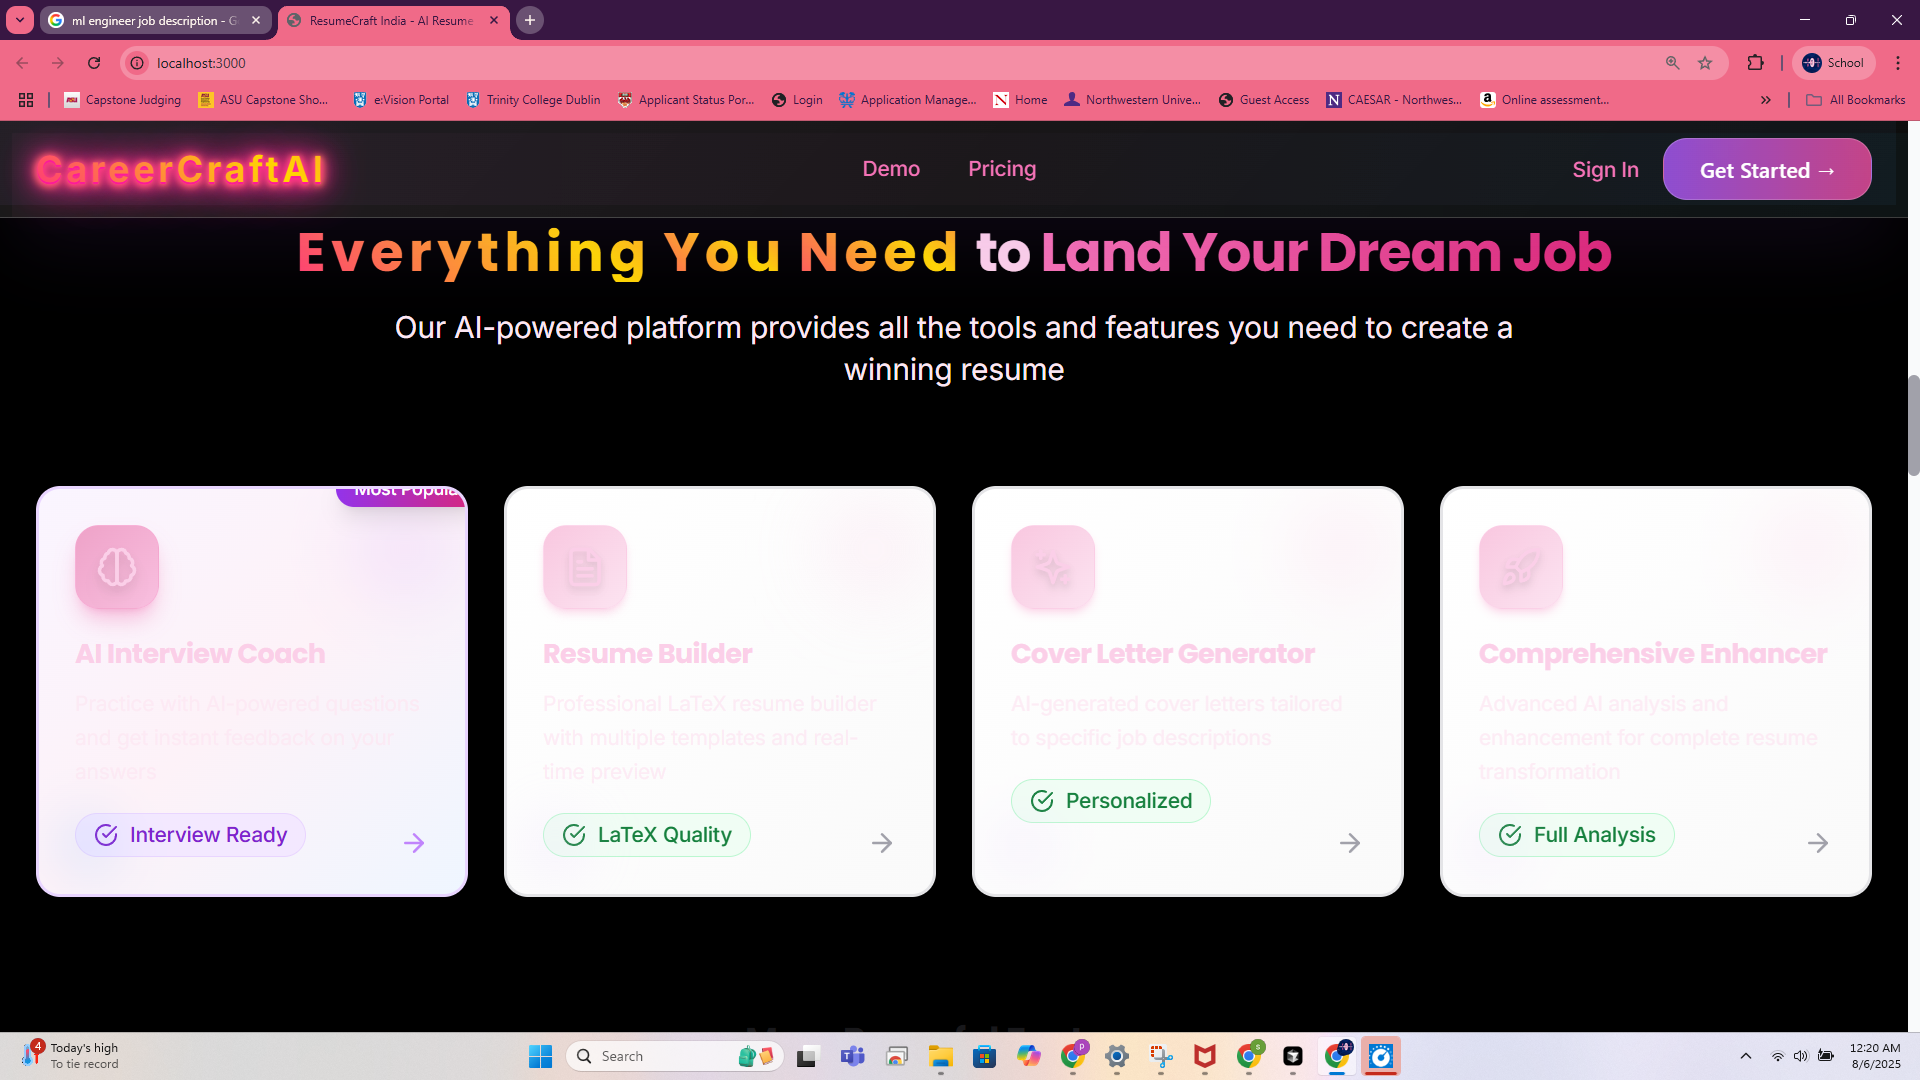 ml engineer job description - G
ResumeCraft India - AI Resume
localhost:3000
School
Capstone Judging
ASU Capstone Sho...
e:Vision Portal
Trinity College Dublin
Applicant Status Por...
Login
Application Manage...
Home
Northwestern Unive...
Guest Access
CAESAR - Northwes...
Online assessment...
All Bookmarks
CareerCraftAI
Demo
Pricing
Sign In
Get Started →
Everything You Need to Land Your Dream Job
Our AI-powered platform provides all the tools and features you need to create a
winning resume
Most Popula
AI Interview Coach
Practice with AI-powered questions
and get instant feedback on your
answers
Interview Ready
Resume Builder
Professional LaTeX resume builder
with multiple templates and real-
time preview
LaTeX Quality
Cover Letter Generator
AI-generated cover letters tailored
to specific job descriptions
Personalized
Comprehensive Enhancer
Advanced AI analysis and
enhancement for complete resume
transformation
Full Analysis
4
Today's high
To tie record
Search
12:20 AM
8/6/2025